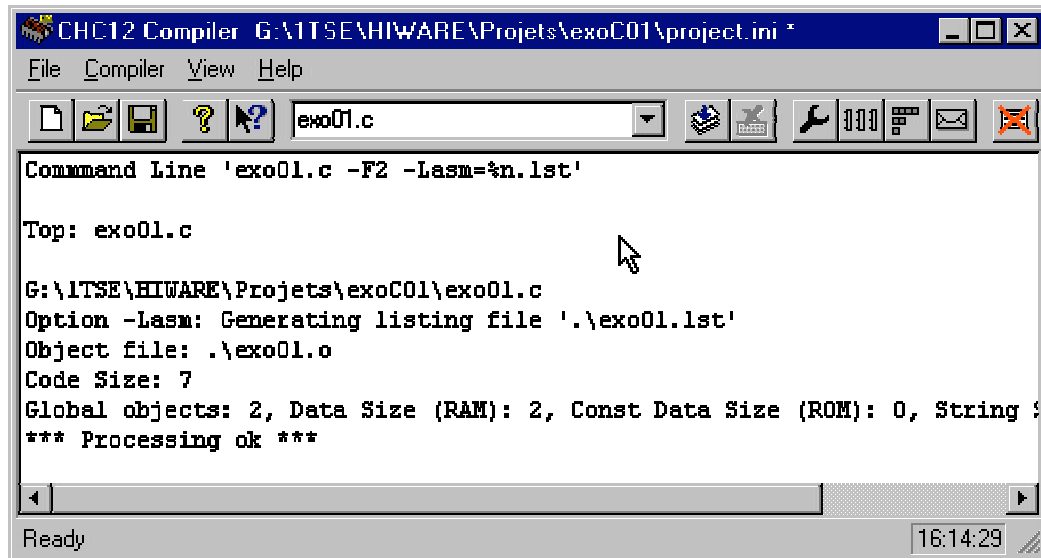 CHC12 Compiler G:\1TSE\HIWARE\Projets\exoC01\project.ini *
File Compiler View Help
exo01.c
Commmand Line 'exo01.c -F2 -Lasm=%n.lst'
Top: exo01.c
G:\1TSE\HIWARE\Projets\exoC01\exo01.c
Option -Lasm: Generating listing file '.\exo01.lst'
Object file: .\exo01.o
Code Size: 7
Global objects: 2, Data Size (RAM): 2, Const Data Size (ROM): 0, String
*** Processing ok ***
Ready 16:14:29